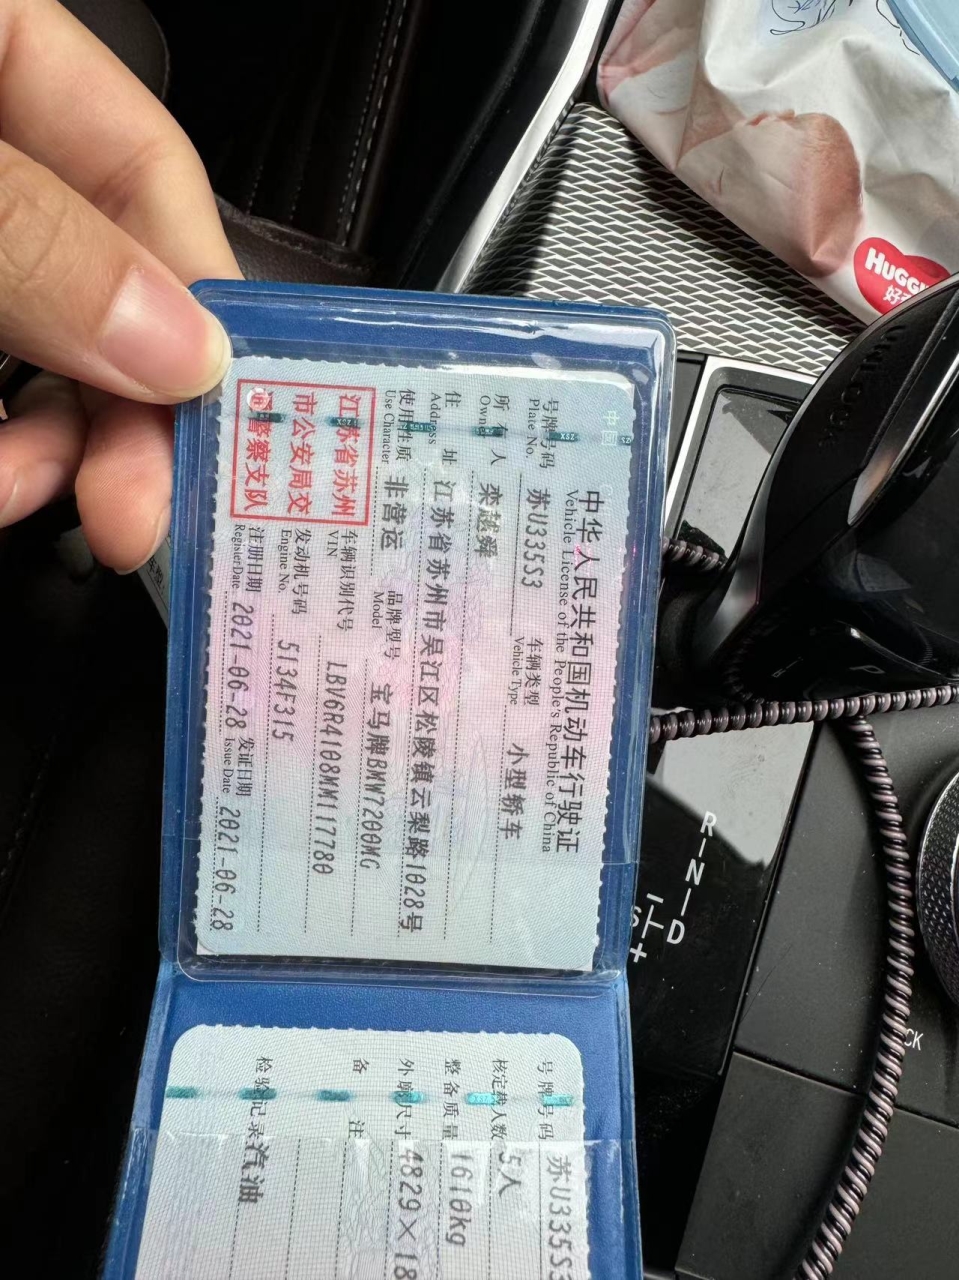 中华人民共和国机动车行驶证
Vehicle License of the People's Republic of China
号牌号码 苏U335S3 车辆类型 小型轿车
Plate No. Vehicle Type
所有人 栾越舜
Owner
住址 江苏省苏州市吴江区松陵镇云梨路1028号
Address
使用性质 非营运 品牌型号 宝马牌BMW7200MG
Use Character Model
江苏省苏州
市公安局交
警察支队
车辆识别代号 LBV6R4108MM117780
VIN
发动机号码 5134F315
Engine No.
注册日期 2021-06-28 发证日期 2021-06-28
Register Date Issue Date
号牌号码 苏U335S3
核定载人数 5人
整备质量 1610kg
外廓尺寸 4829×18
备注
检验记录 汽油
R
N
D
S
+
-
P
HUGGI
好
CK